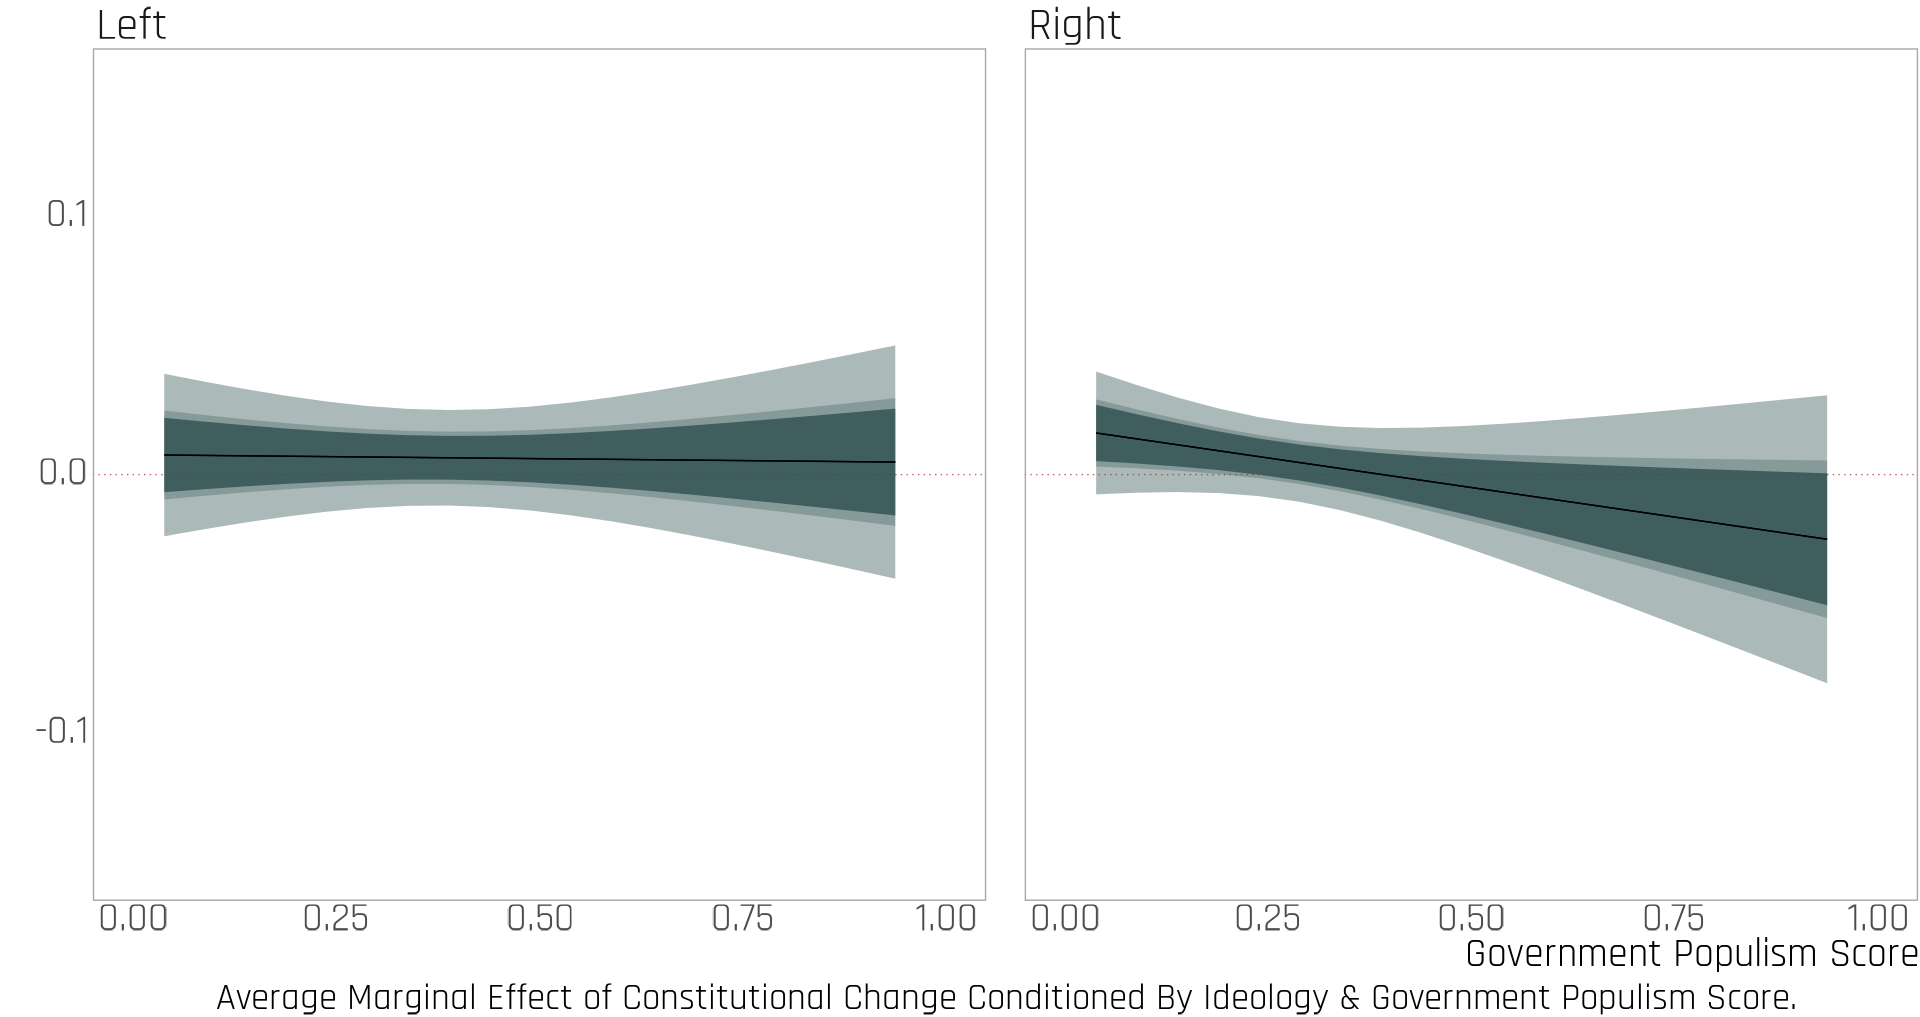 Left
Right
0.1
0.0
-0.1
0.00 0.25 0.50 0.75 1.00
0.00 0.25 0.50 0.75 1.00
Government Populism Score
Average Marginal Effect of Constitutional Change Conditioned By Ideology & Government Populism Score.